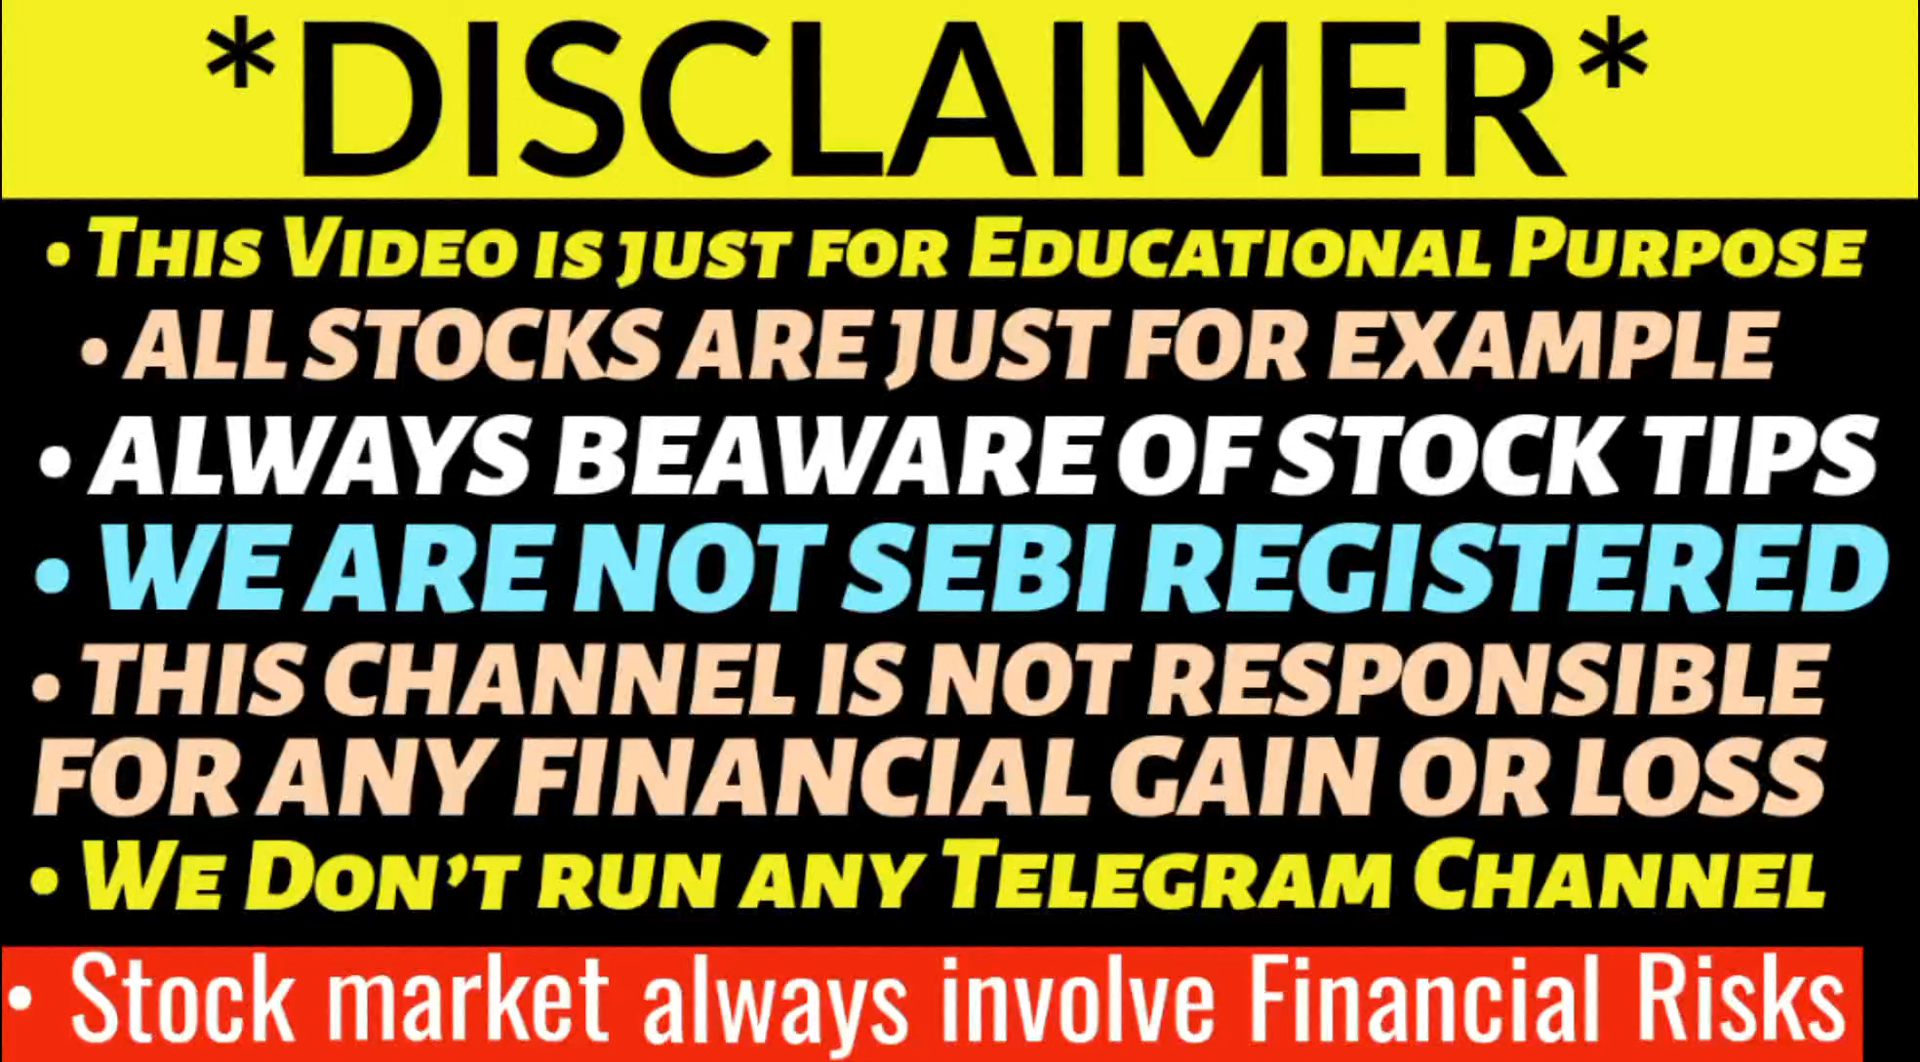 *DISCLAIMER*
• THIS VIDEO IS JUST FOR EDUCATIONAL PURPOSE
• ALL STOCKS ARE JUST FOR EXAMPLE
• ALWAYS BEAWARE OF STOCK TIPS
• WE ARE NOT SEBI REGISTERED
• THIS CHANNEL IS NOT RESPONSIBLE
FOR ANY FINANCIAL GAIN OR LOSS
• WE DON'T RUN ANY TELEGRAM CHANNEL
• Stock market always involve Financial Risks